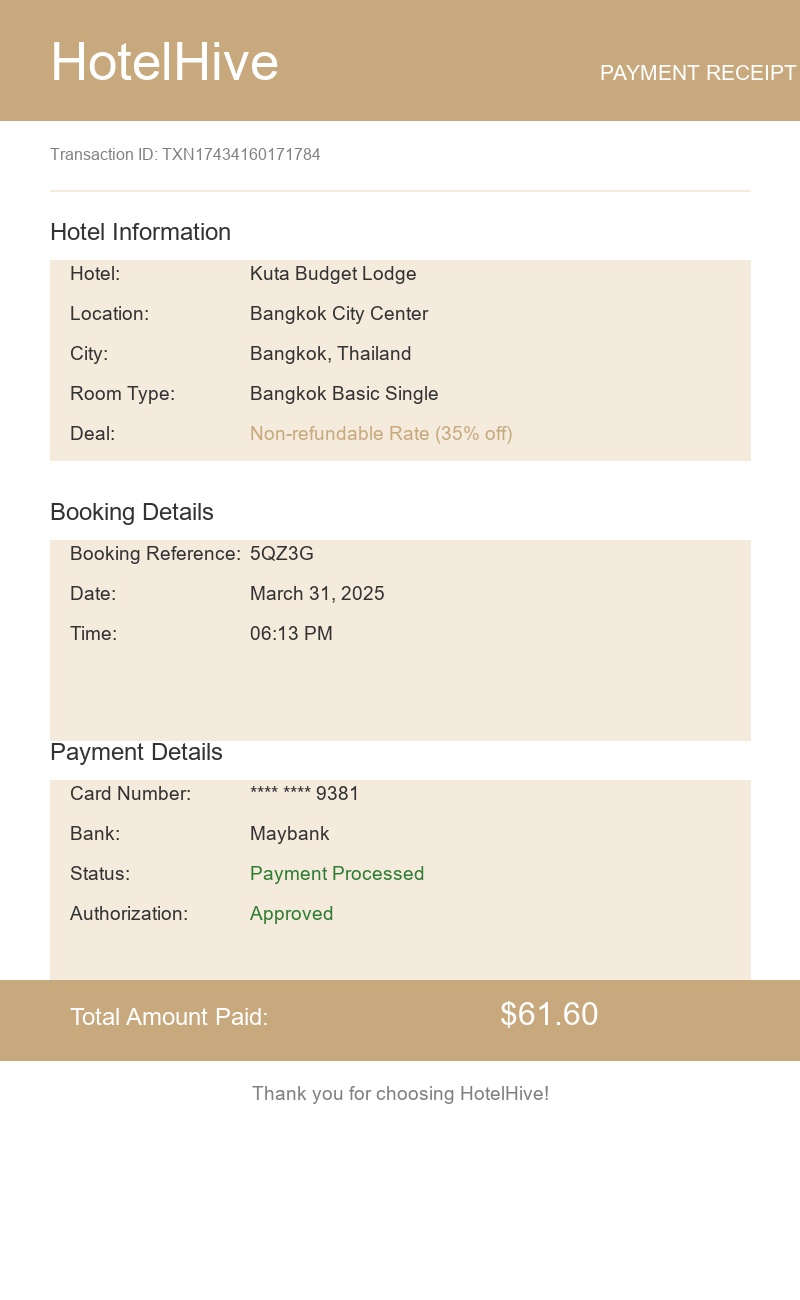 HotelHive
PAYMENT RECEIPT
Transaction ID: TXN17434160171784
Hotel Information
Hotel: Kuta Budget Lodge
Location: Bangkok City Center
City: Bangkok, Thailand
Room Type: Bangkok Basic Single
Deal: Non-refundable Rate (35% off)
Booking Details
Booking Reference: 5QZ3G
Date: March 31, 2025
Time: 06:13 PM
Payment Details
Card Number: **** **** 9381
Bank: Maybank
Status: Payment Processed
Authorization: Approved
Total Amount Paid: $61.60
Thank you for choosing HotelHive!